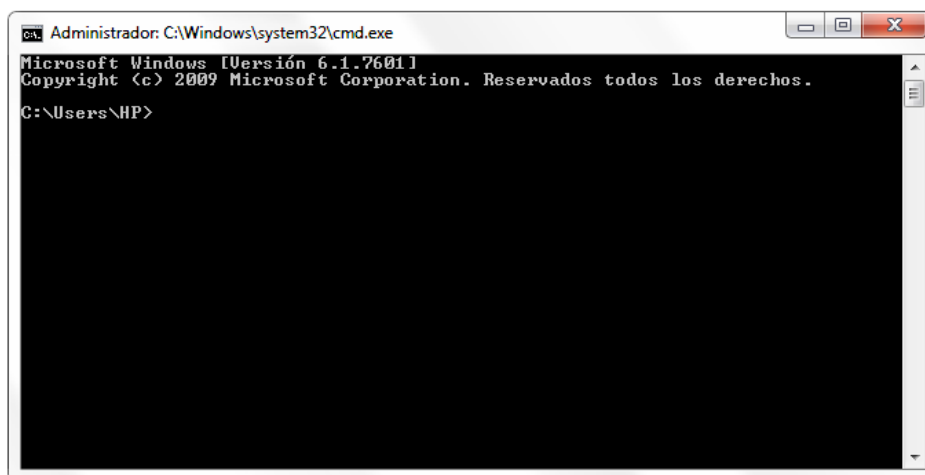 Administrador: C:\Windows\system32\cmd.exe
Microsoft Windows [Versión 6.1.7601]
Copyright (c) 2009 Microsoft Corporation. Reservados todos los derechos.
C:\Users\HP>